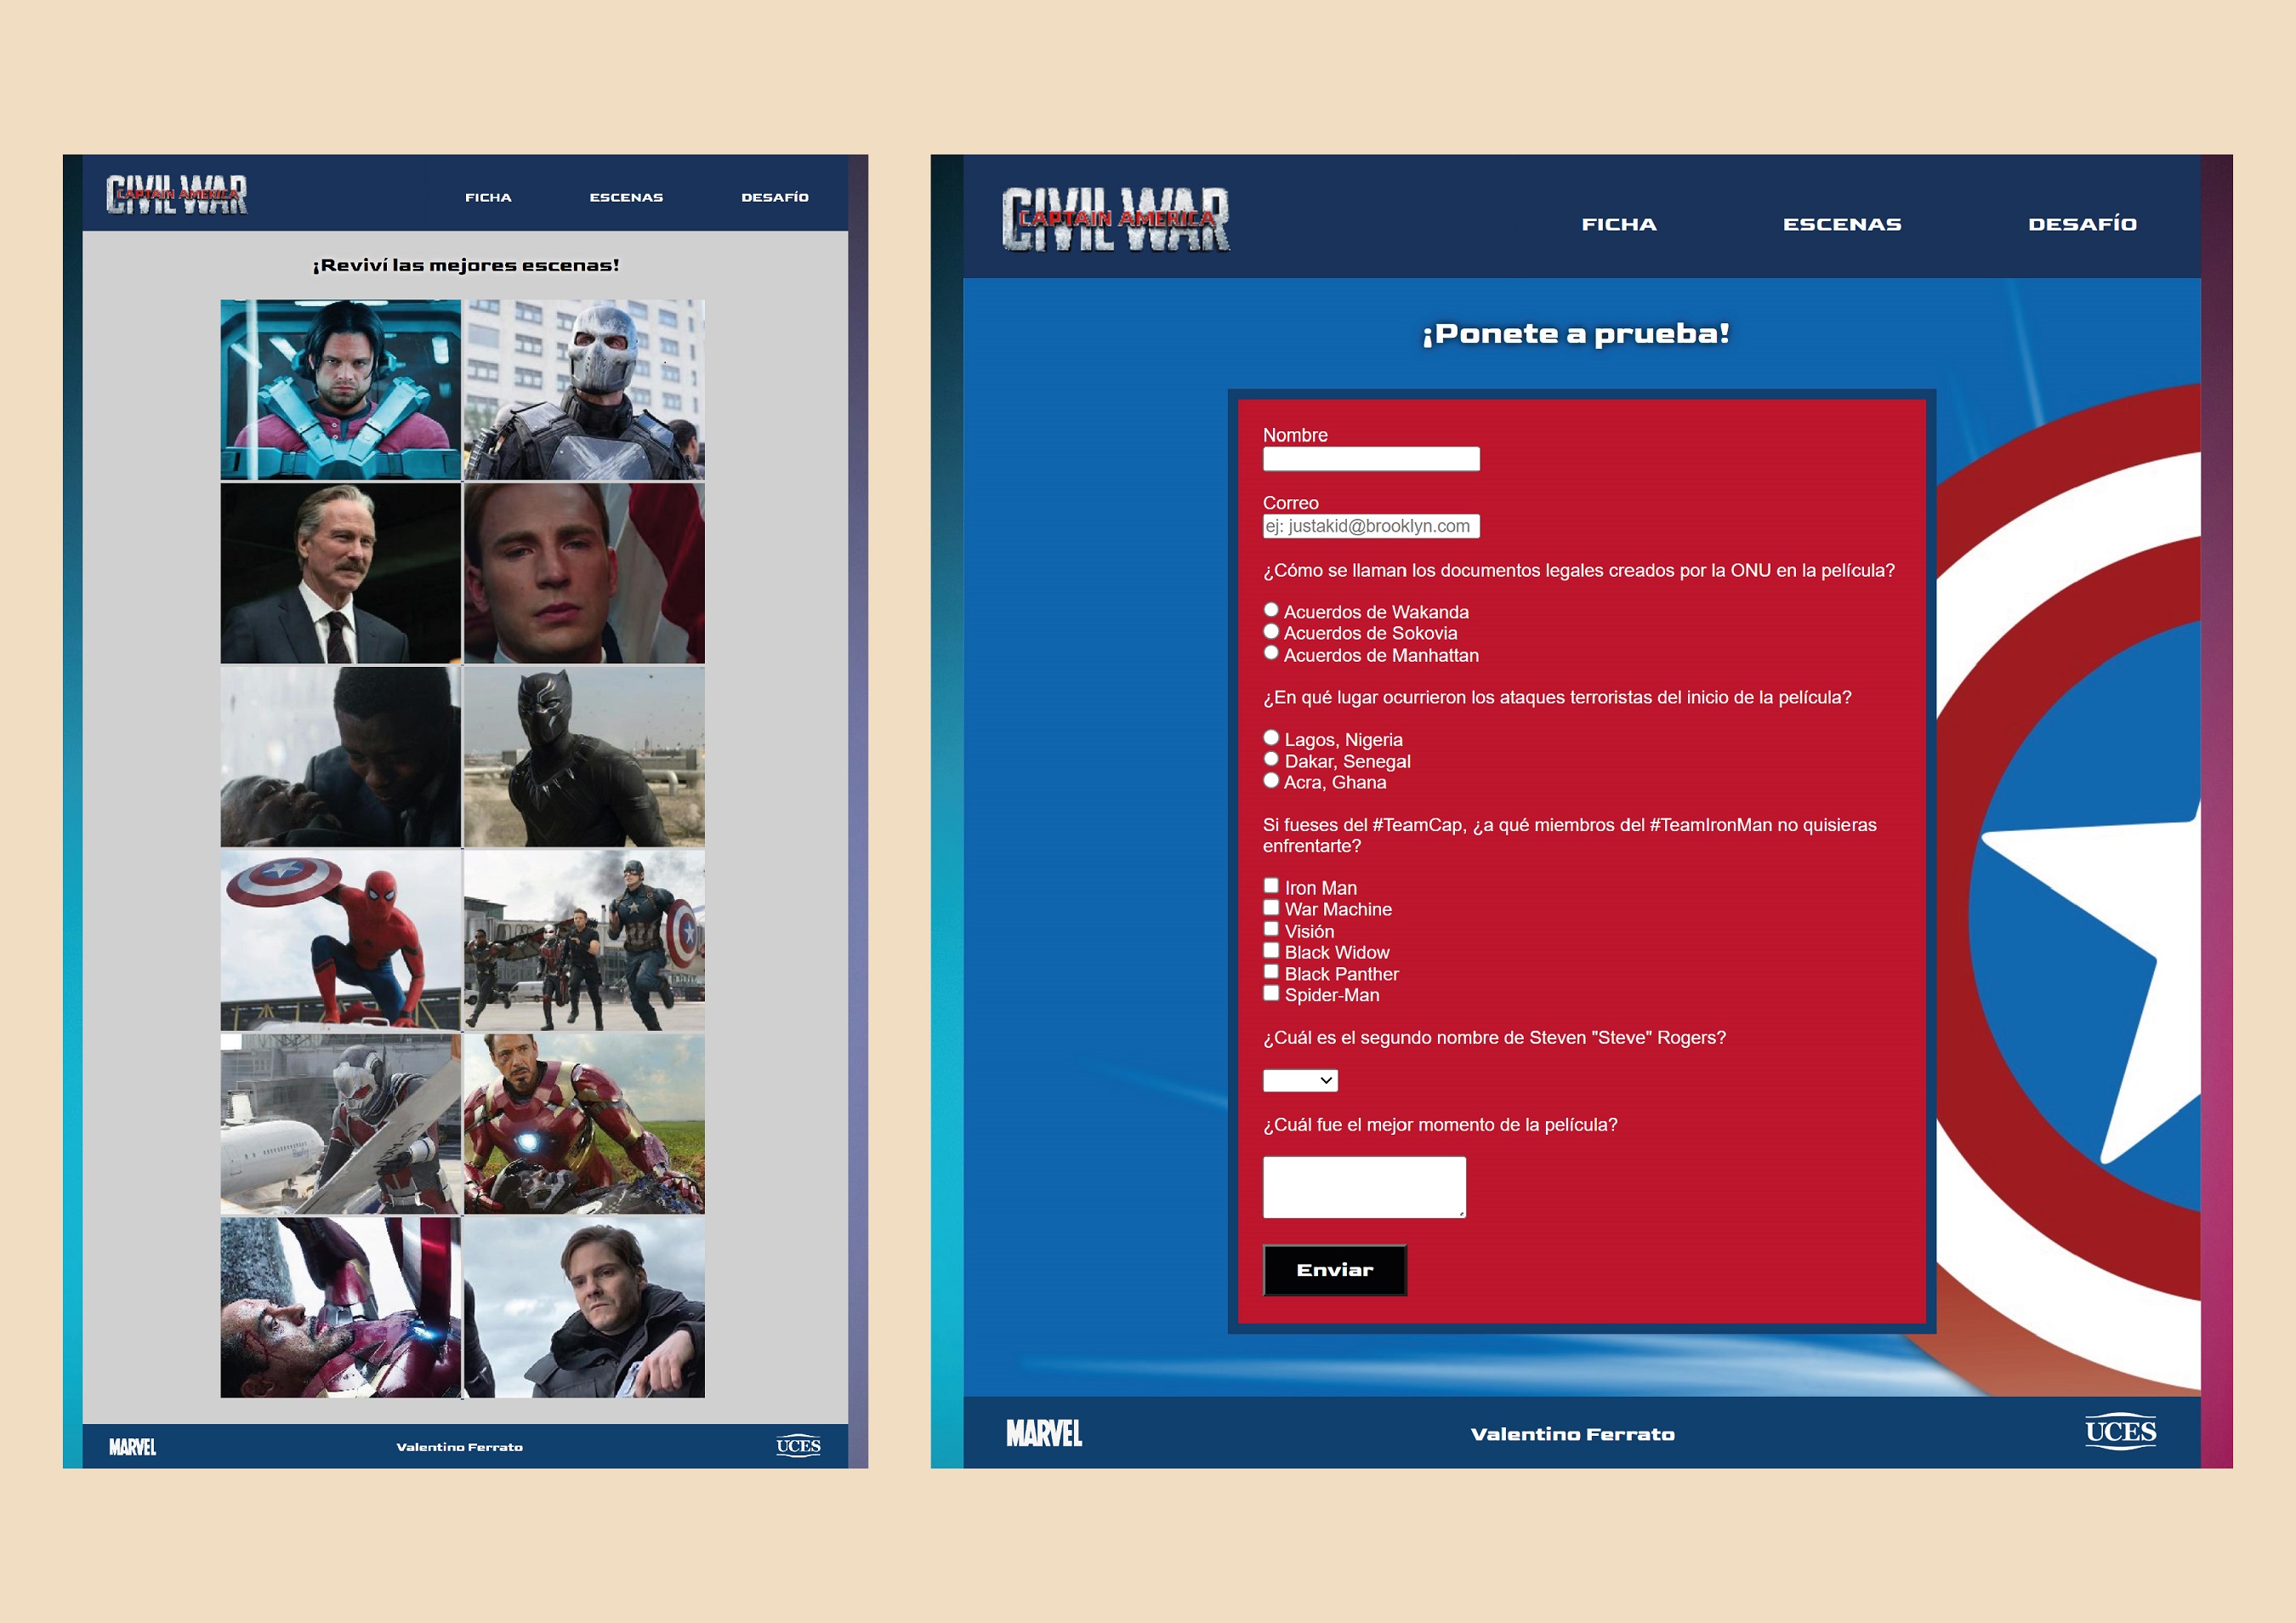 CIVIL WAR
CAPTAIN AMERICA
FICHA ESCENAS DESAFÍO
¡Reviví las mejores escenas!
MARVEL Valentino Ferrato UCES
CIVIL WAR
CAPTAIN AMERICA
FICHA ESCENAS DESAFÍO
¡Ponete a prueba!
Nombre
Correo
ej: justakid@brooklyn.com
¿Cómo se llaman los documentos legales creados por la ONU en la película?
Acuerdos de Wakanda
Acuerdos de Sokovia
Acuerdos de Manhattan
¿En qué lugar ocurrieron los ataques terroristas del inicio de la película?
Lagos, Nigeria
Dakar, Senegal
Acra, Ghana
Si fueses del #TeamCap, ¿a qué miembros del #TeamIronMan no quisieras
enfrentarte?
Iron Man
War Machine
Visión
Black Widow
Black Panther
Spider-Man
¿Cuál es el segundo nombre de Steven "Steve" Rogers?
¿Cuál fue el mejor momento de la película?
Enviar
MARVEL Valentino Ferrato UCES